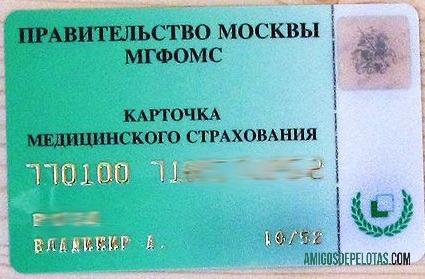 ПРАВИТЕЛЬСТВО МОСКВЫ
МГФОМС
КАРТОЧКА
МЕДИЦИНСКОГО СТРАХОВАНИЯ
770100
ВЛАДИМИР А. 10/52
AMIGOSDEPELOTAS.COM